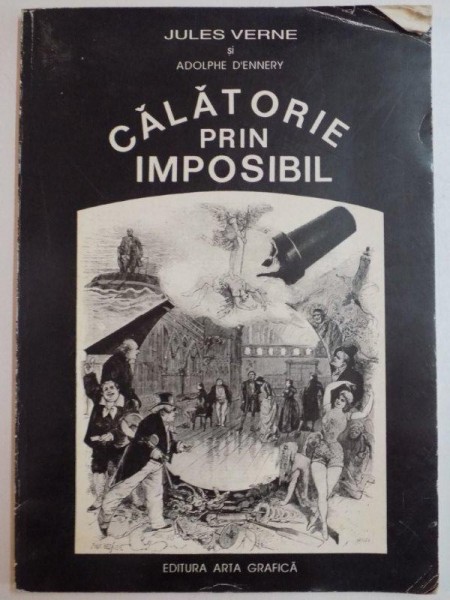 JULES VERNE
și
ADOLPHE D'ENNERY
CĂLĂTORIE
PRIN
IMPOSIBIL
EDITURA ARTA GRAFICĂ